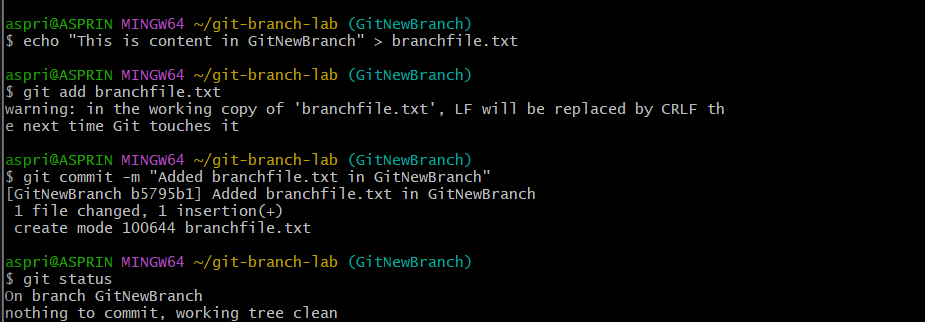 aspri@ASPRIN MINGW64 ~/git-branch-lab (GitNewBranch)
$ echo "This is content in GitNewBranch" > branchfile.txt
aspri@ASPRIN MINGW64 ~/git-branch-lab (GitNewBranch)
$ git add branchfile.txt
warning: in the working copy of 'branchfile.txt', LF will be replaced by CRLF th
e next time Git touches it
aspri@ASPRIN MINGW64 ~/git-branch-lab (GitNewBranch)
$ git commit -m "Added branchfile.txt in GitNewBranch"
[GitNewBranch b5795b1] Added branchfile.txt in GitNewBranch
 1 file changed, 1 insertion(+)
 create mode 100644 branchfile.txt
aspri@ASPRIN MINGW64 ~/git-branch-lab (GitNewBranch)
$ git status
On branch GitNewBranch
nothing to commit, working tree clean